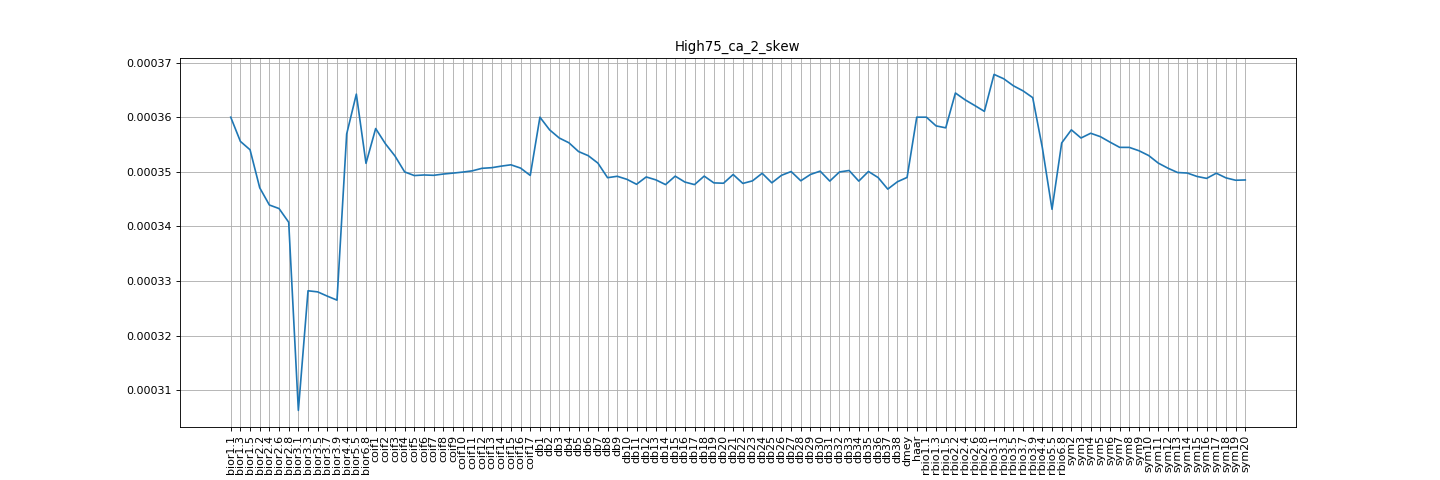 High75_ca_2_skew
0.00037
0.00036
0.00035
0.00034
0.00033
0.00032
0.00031
bior1.1
bior1.3
bior1.5
bior2.2
bior2.4
bior2.6
bior2.8
bior3.1
bior3.3
bior3.5
bior3.7
bior3.9
bior4.4
bior5.5
bior6.8
coif1
coif2
coif3
coif4
coif5
coif6
coif7
coif8
coif9
coif10
coif11
coif12
coif13
coif14
coif15
coif16
coif17
db1
db2
db3
db4
db5
db6
db7
db8
db9
db10
db11
db12
db13
db14
db15
db16
db17
db18
db19
db20
db21
db22
db23
db24
db25
db26
db27
db28
db29
db30
db31
db32
db33
db34
db35
db36
db37
db38
dmey
haar
rbio1.1
rbio1.3
rbio1.5
rbio2.2
rbio2.4
rbio2.6
rbio2.8
rbio3.1
rbio3.3
rbio3.5
rbio3.7
rbio3.9
rbio4.4
rbio5.5
rbio6.8
sym2
sym3
sym4
sym5
sym6
sym7
sym8
sym9
sym10
sym11
sym12
sym13
sym14
sym15
sym16
sym17
sym18
sym19
sym20